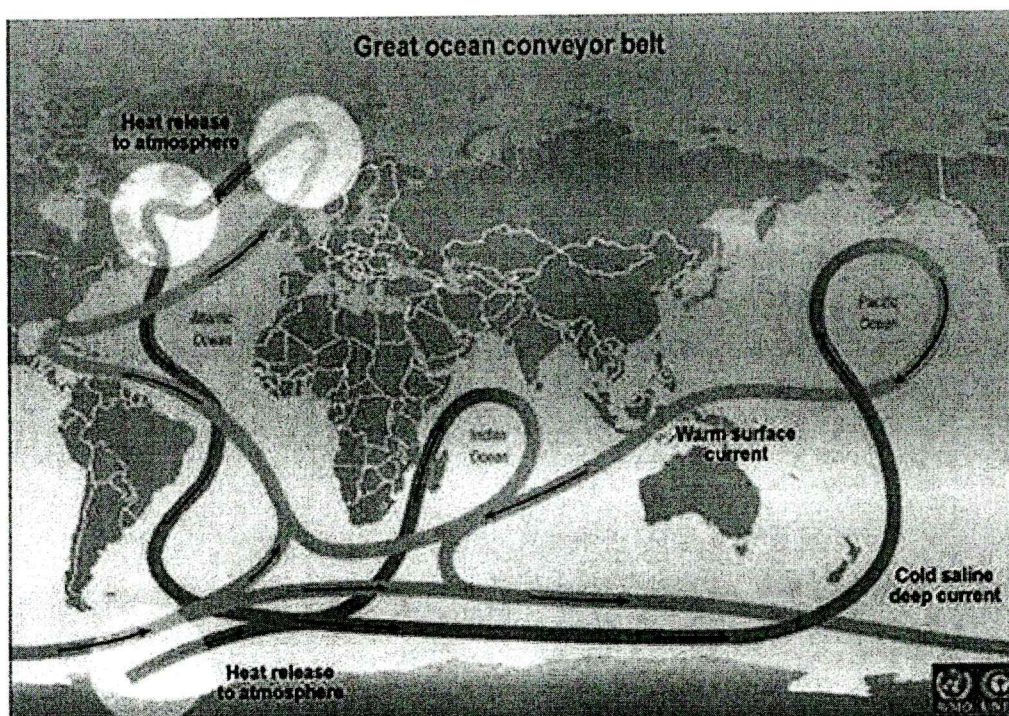 Great ocean conveyor belt
Heat release
to atmosphere
Atlantic
Ocean
Pacific
Ocean
Indian
Ocean
Warm surface
current
Cold saline
deep current
Heat release
to atmosphere
WMO